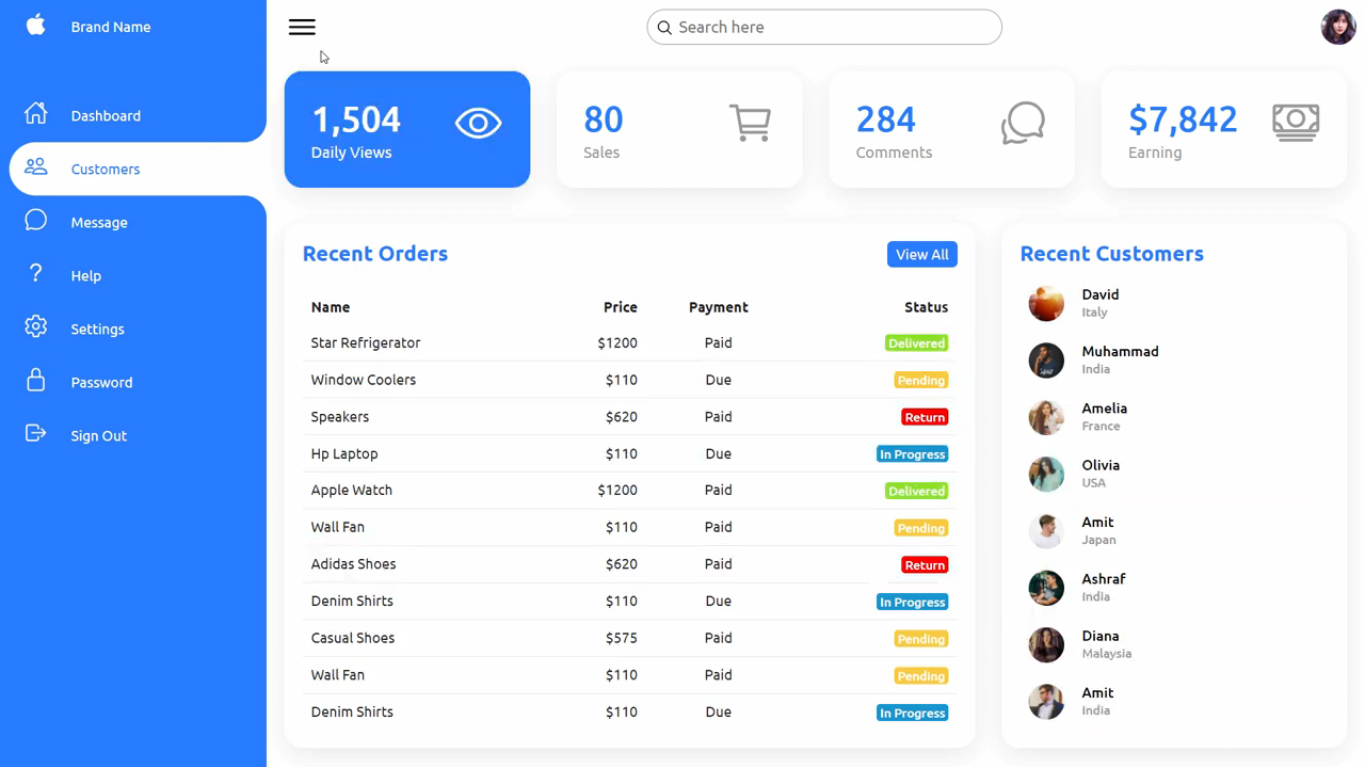 Brand Name
Dashboard
Customers
Message
Help
Settings
Password
Sign Out
Search here
1,504
Daily Views
80
Sales
284
Comments
$7,842
Earning
Recent Orders
View All
Name Price Payment Status
Star Refrigerator $1200 Paid Delivered
Window Coolers $110 Due Pending
Speakers $620 Paid Return
Hp Laptop $110 Due In Progress
Apple Watch $1200 Paid Delivered
Wall Fan $110 Paid Pending
Adidas Shoes $620 Paid Return
Denim Shirts $110 Due In Progress
Casual Shoes $575 Paid Pending
Wall Fan $110 Paid Pending
Denim Shirts $110 Due In Progress
Recent Customers
David
Italy
Muhammad
India
Amelia
France
Olivia
USA
Amit
Japan
Ashraf
India
Diana
Malaysia
Amit
India